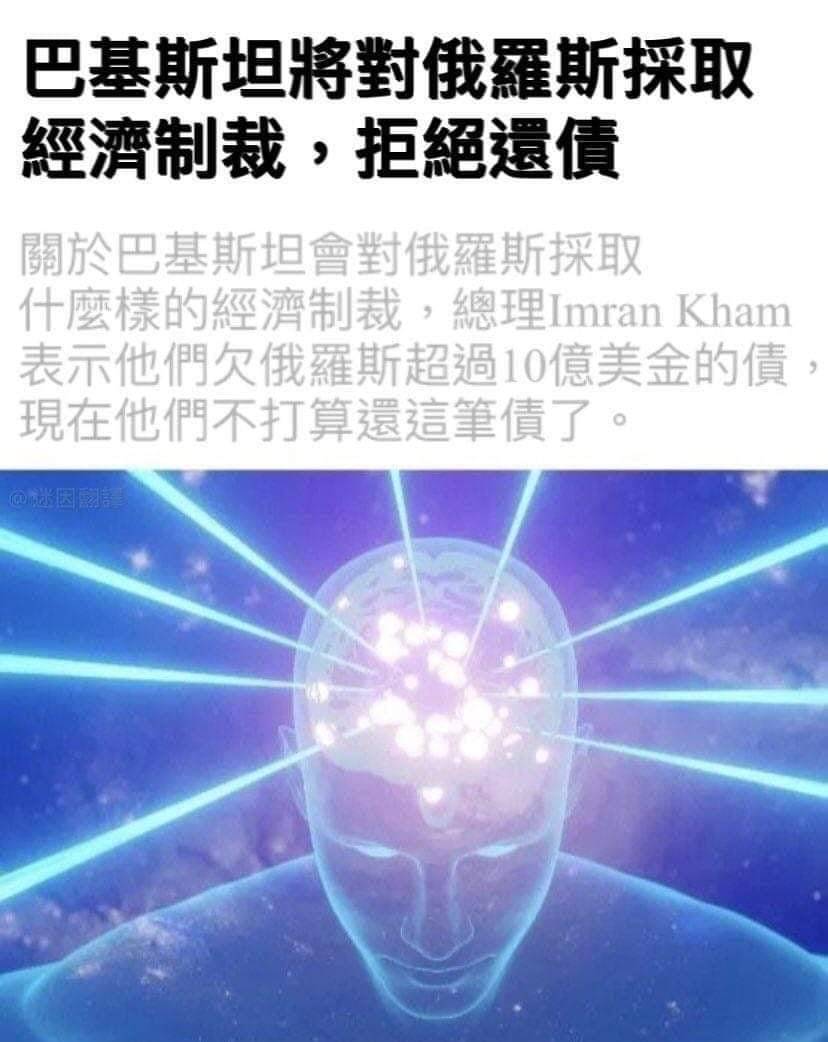 巴基斯坦將對俄羅斯採取
經濟制裁，拒絕還債
關於巴基斯坦會對俄羅斯採取
什麼樣的經濟制裁，總理Imran Kham
表示他們欠俄羅斯超過10億美金的債，
現在他們不打算還這筆債了。
@迷因翻譯